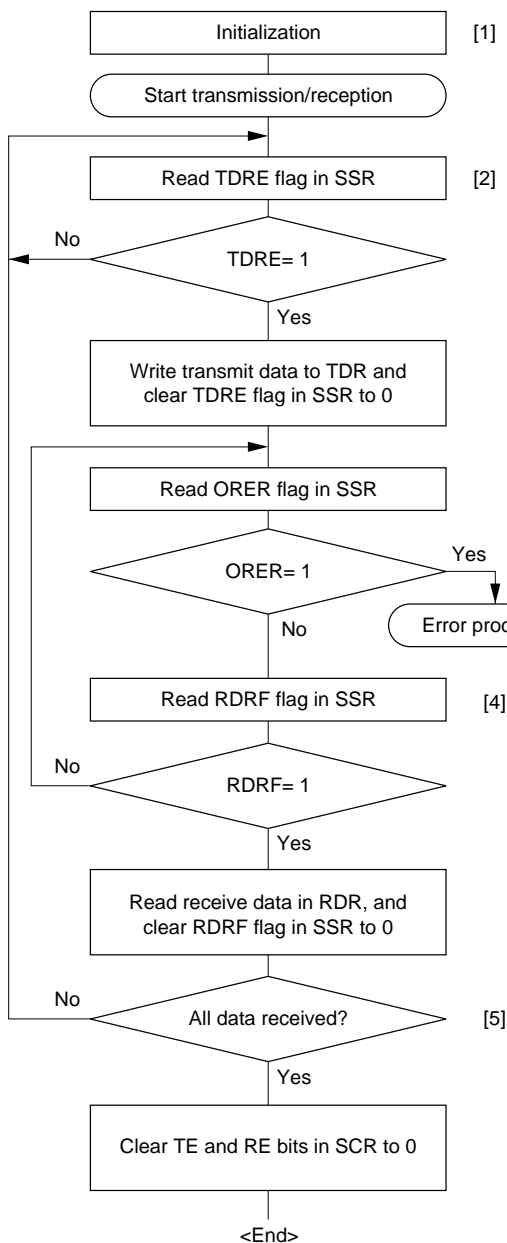 Initialization
[1]
Start transmission/reception
Read TDRE flag in SSR
[2]
No
TDRE= 1
Yes
Write transmit data to TDR and
clear TDRE flag in SSR to 0
Read ORER flag in SSR
ORER= 1
Yes
No
Error proc
Read RDRF flag in SSR
[4]
No
RDRF= 1
Yes
Read receive data in RDR, and
clear RDRF flag in SSR to 0
No
All data received?
[5]
Yes
Clear TE and RE bits in SCR to 0
<End>